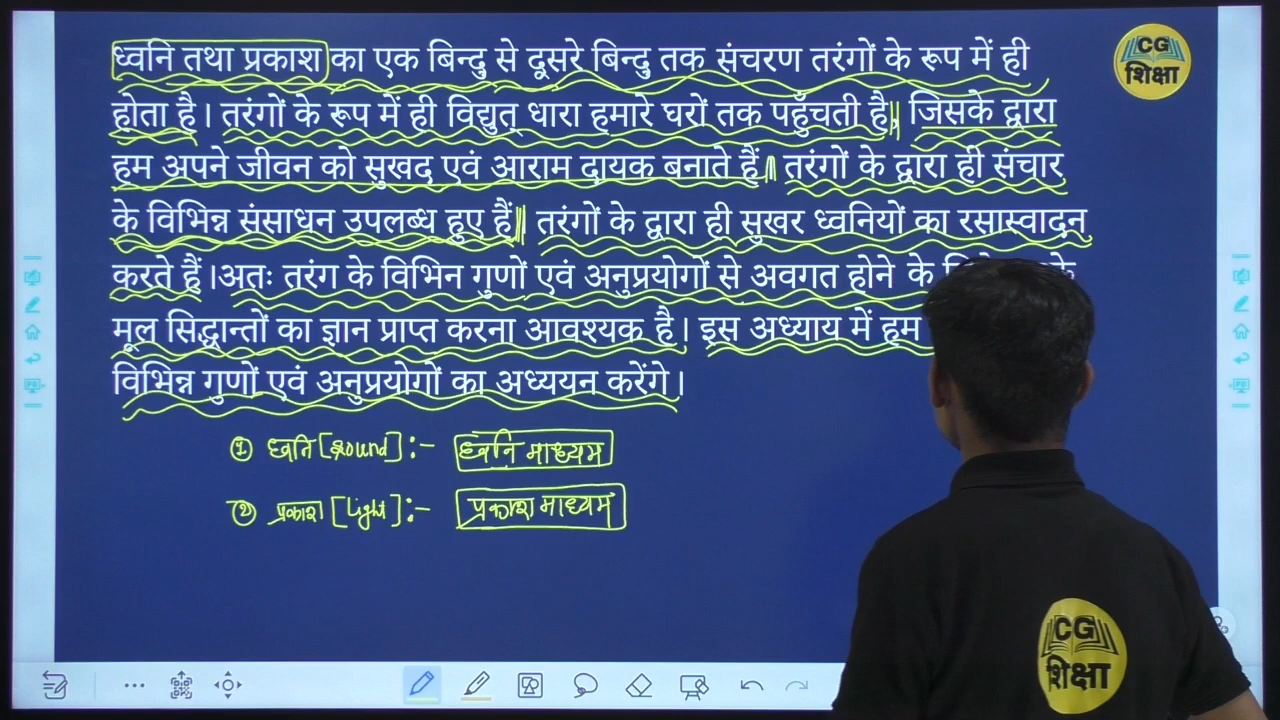 ध्वनि तथा प्रकाश का एक बिन्दु से दूसरे बिन्दु तक संचरण तरंगों के रूप में ही
होता है। तरंगों के रूप में ही विद्युत् धारा हमारे घरों तक पहुँचती है, जिसके द्वारा
हम अपने जीवन को सुखद एवं आराम दायक बनाते हैं। तरंगों के द्वारा ही संचार
के विभिन्न संसाधन उपलब्ध हुए हैं। तरंगों के द्वारा ही सुखर ध्वनियों का रसास्वादन
करते हैं।अतः तरंग के विभिन गुणों एवं अनुप्रयोगों से अवगत होने के
मूल सिद्धान्तों का ज्ञान प्राप्त करना आवश्यक है। इस अध्याय में हम
विभिन्न गुणों एवं अनुप्रयोगों का अध्ययन करेंगे।
① ध्वनि [sound] :- ध्वनि माध्यम
② प्रकाश [light] :- प्रकाश माध्यम
CG
शिक्षा
CG
शिक्षा